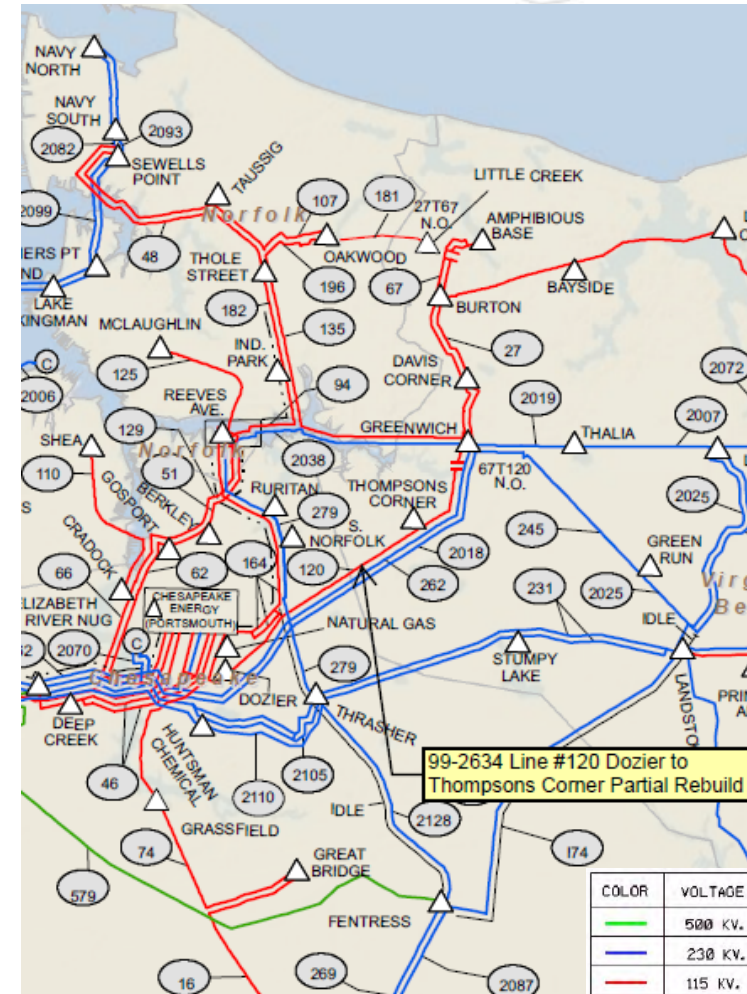 NAVY
NORTH
NAVY
SOUTH
2082
2093
SEWELLS
POINT
TAUSSIG
LITTLE CREEK
2099
Norfolk
107
181
27T67
N.O.
AMPHIBIOUS
BASE
48
OAKWOOD
THOLE
STREET
196
67
BAYSIDE
LAKE
KINGMAN
BURTON
182
MCLAUGHLIN
135
IND.
PARK
27
125
DAVIS
CORNER
C
2072
2006
REEVES
AVE.
94
2019
GREENWICH
2007
129
SHEA
Norfolk
THALIA
2038
67T120
N.O.
110
51
GOSPORT
BERKLEY
RURITAN
THOMPSONS
CORNER
2025
279
S.
NORFOLK
245
CRADOCK
164
2018
GREEN
RUN
66
62
120
262
231
2025
CHESAPEAKE
ENERGY
(PORTSMOUTH)
RIVER NUG
IDLE
C
NATURAL GAS
2070
279
STUMPY
LAKE
Chesapeake
DOZIER
DEEP
CREEK
THRASHER
HUNTSMAN
CHEMICAL
46
2110
2105
99-2634 Line #120 Dozier to
Thompsons Corner Partial Rebuild
IDLE
2128
GRASSFIELD
74
I74
GREAT
BRIDGE
579
FENTRESS
COLOR VOLTAGE
500 KV.
230 KV.
115 KV.
16
269
2087